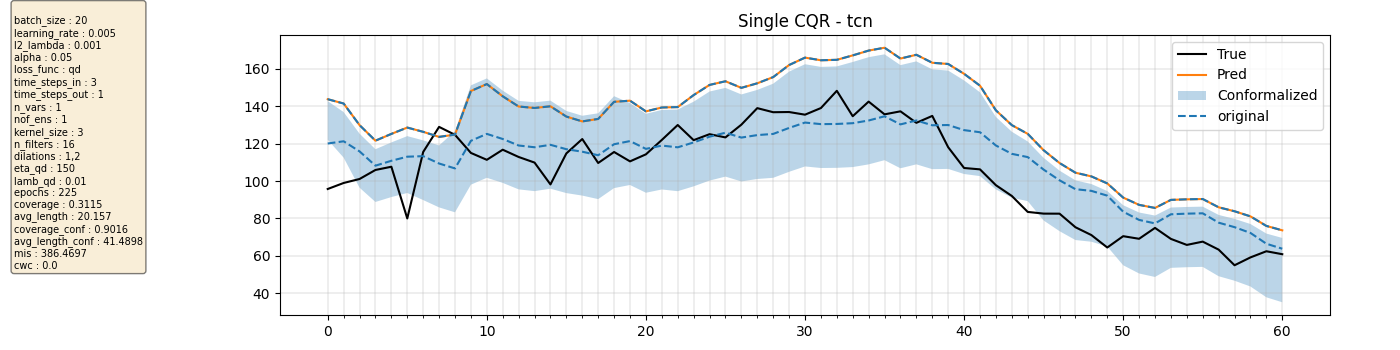 batch_size : 20
learning_rate : 0.005
l2_lambda : 0.001
alpha : 0.05
loss_func : qd
time_steps_in : 3
time_steps_out : 1
n_vars : 1
nof_ens : 1
kernel_size : 3
n_filters : 16
dilations : 1,2
eta_qd : 150
lamb_qd : 0.01
epochs : 225
coverage : 0.3115
avg_length : 20.157
coverage_conf : 0.9016
avg_length_conf : 41.4898
mis : 386.4697
cwc : 0.0
Single CQR - tcn
True
Pred
Conformalized
original
160
140
120
100
80
60
40
0 10 20 30 40 50 60